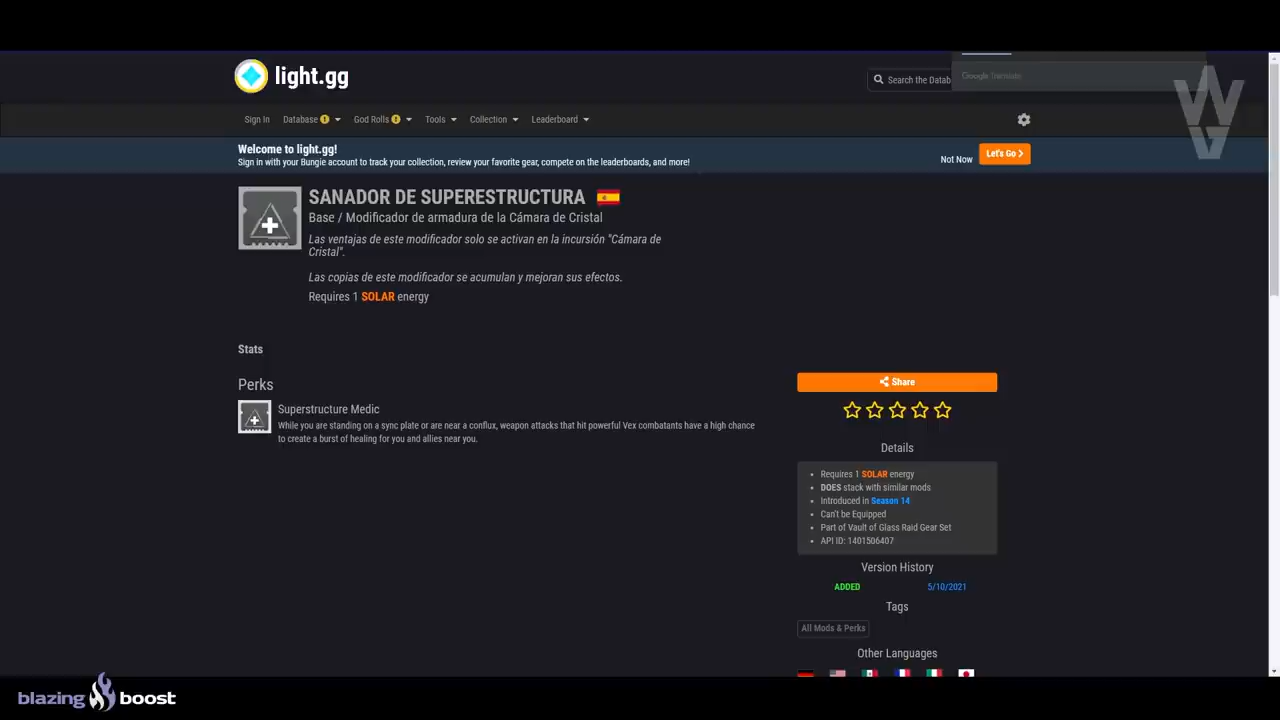 light.gg
Search the Datab
Google Translate
Sign In Database God Rolls Tools Collection Leaderboard
Welcome to light.gg!
Sign in with your Bungie account to track your collection, review your favorite gear, compete on the leaderboards, and more!
Not Now Let's Go
SANADOR DE SUPERESTRUCTURA
Base / Modificador de armadura de la Cámara de Cristal
Las ventajas de este modificador solo se activan en la incursión "Cámara de
Cristal".
Las copias de este modificador se acumulan y mejoran sus efectos.
Requires 1 SOLAR energy
Stats
Perks
Superstructure Medic
While you are standing on a sync plate or are near a conflux, weapon attacks that hit powerful Vex combatants have a high chance
to create a burst of healing for you and allies near you.
Share
Details
Requires 1 SOLAR energy
DOES stack with similar mods
Introduced in Season 14
Can't be Equipped
Part of Vault of Glass Raid Gear Set
API ID: 1401506407
Version History
ADDED 5/10/2021
Tags
All Mods & Perks
Other Languages
blazing boost